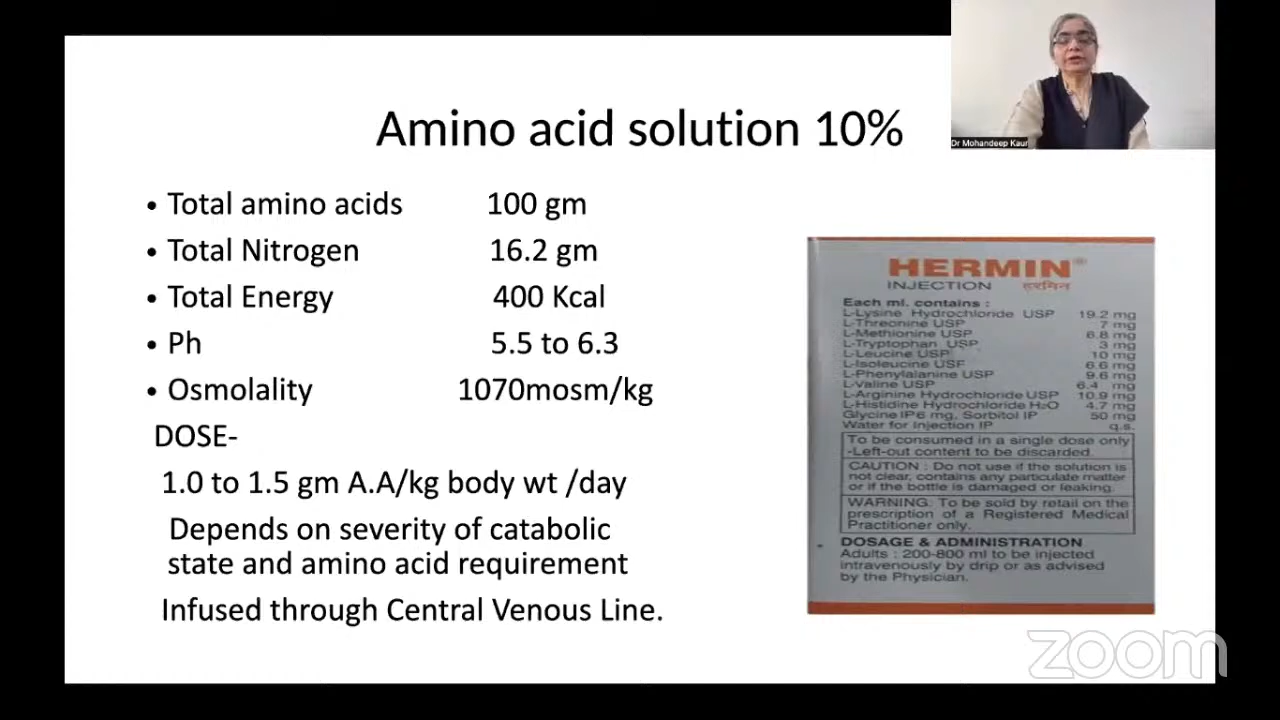 Amino acid solution 10%
Dr Mohandeep Kaur
• Total amino acids 100 gm
• Total Nitrogen 16.2 gm
• Total Energy 400 Kcal
• Ph 5.5 to 6.3
• Osmolality 1070mosm/kg
DOSE-
1.0 to 1.5 gm A.A/kg body wt /day
Depends on severity of catabolic
state and amino acid requirement
Infused through Central Venous Line.
HERMIN®
INJECTION हरमिन
Each ml. contains :
L-Lysine Hydrochloride USP 19.2 mg
L-Threonine USP 7 mg
L-Methionine USP 6.8 mg
L-Tryptophan USP 3 mg
L-Leucine USP 10 mg
L-Isoleucine USP 6.6 mg
L-Phenylalanine USP 9.6 mg
L-Valine USP 6.4 mg
L-Arginine Hydrochloride USP 10.9 mg
L-Histidine Hydrochloride H₂O 4.7 mg
Glycine IP6 mg, Sorbitol IP 50 mg
Water for Injection IP q.s.
To be consumed in a single dose only
-Left-out content to be discarded.
CAUTION : Do not use if the solution is
not clear, contains any particulate matter
or if the bottle is damaged or leaking.
WARNING: To be sold by retail on the
prescription of a Registered Medical
Practitioner only.
DOSAGE & ADMINISTRATION
Adults : 200-800 ml to be injected
intravenously by drip or as advised
by the Physician.
zoom